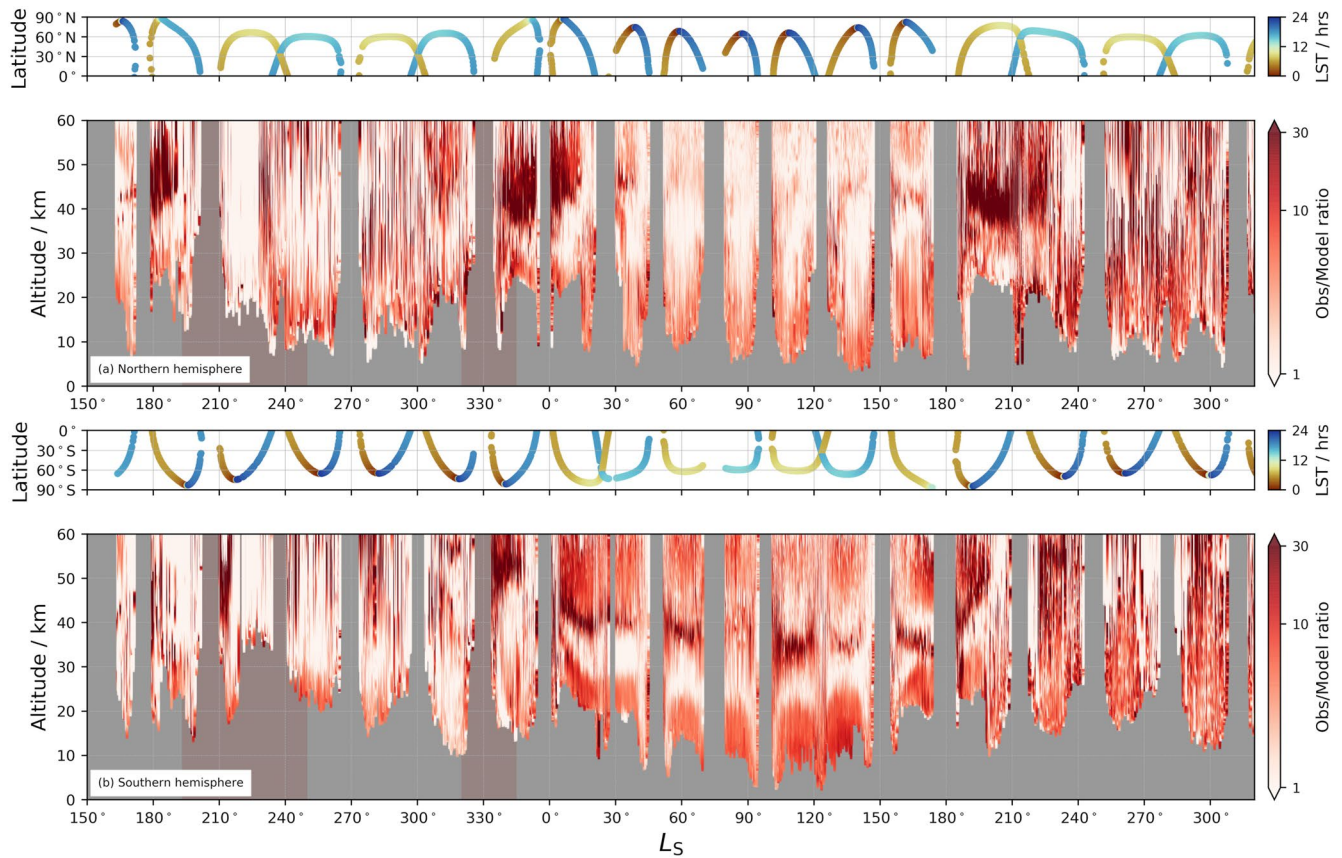 90°N
60°N
30°N
0°
Latitude
24
12
0
LST / hrs
60
50
40
30
20
10
0
Altitude / km
(a) Northern hemisphere
30
10
1
Obs/Model ratio
150° 180° 210° 240° 270° 300° 330° 0° 30° 60° 90° 120° 150° 180° 210° 240° 270° 300°
0°
30°S
60°S
90°S
Latitude
24
12
0
LST / hrs
60
50
40
30
20
10
0
Altitude / km
(b) Southern hemisphere
30
10
1
Obs/Model ratio
150° 180° 210° 240° 270° 300° 330° 0° 30° 60° 90° 120° 150° 180° 210° 240° 270° 300°
LS